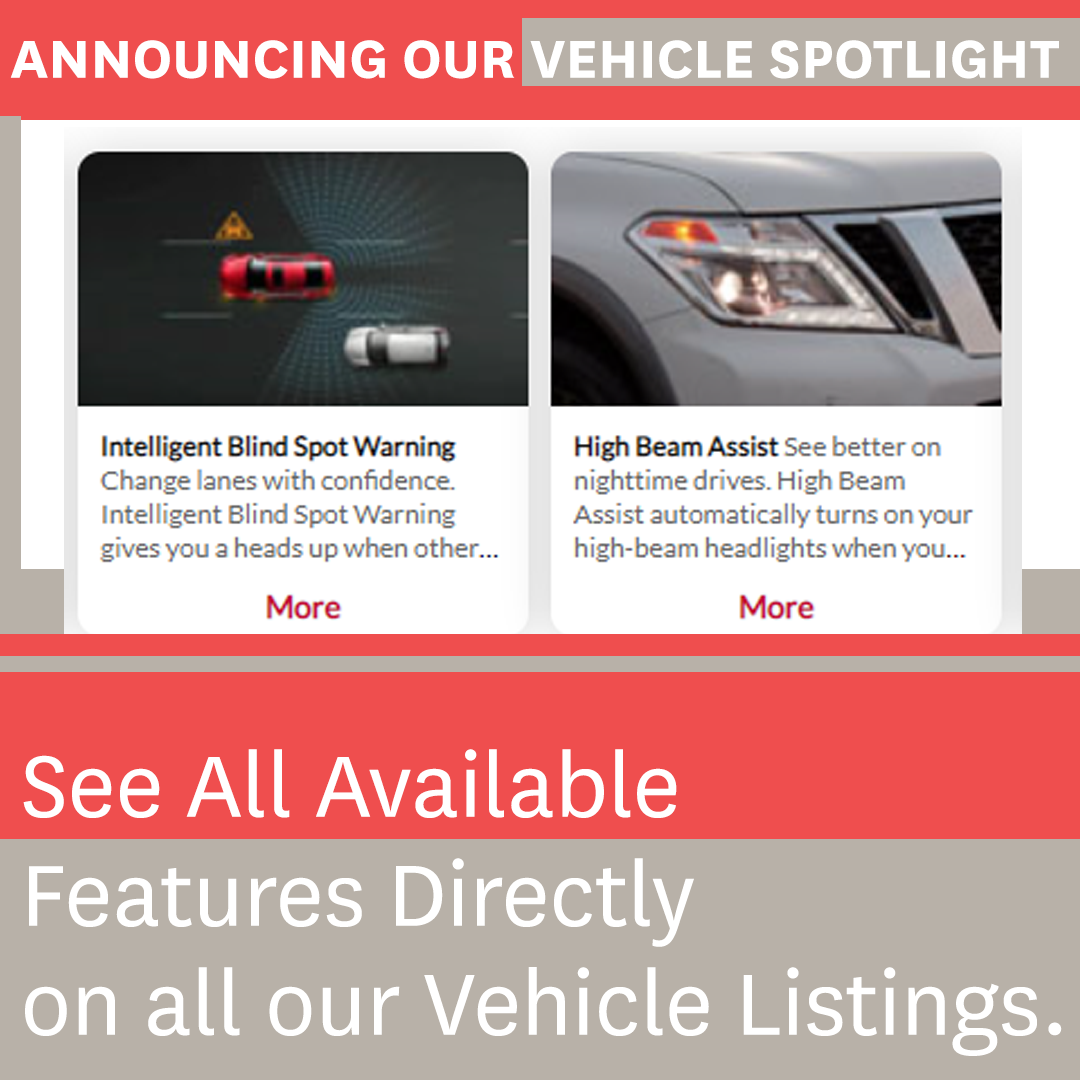 ANNOUNCING OUR VEHICLE SPOTLIGHT
Intelligent Blind Spot Warning
Change lanes with confidence.
Intelligent Blind Spot Warning
gives you a heads up when other...
More
High Beam Assist See better on
nighttime drives. High Beam
Assist automatically turns on your
high-beam headlights when you...
More
See All Available
Features Directly
on all our Vehicle Listings.